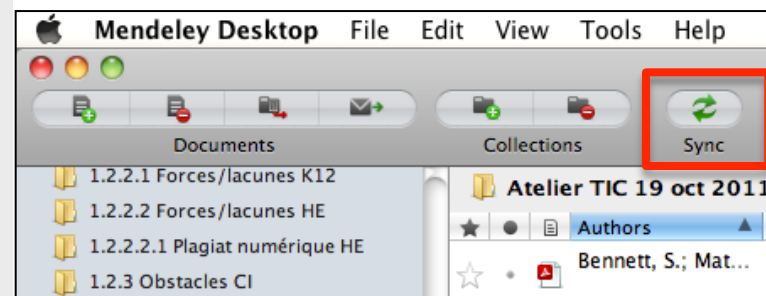 Mendeley Desktop File Edit View Tools Help
Documents Collections Sync
1.2.2.1 Forces/lacunes K12
1.2.2.2 Forces/lacunes HE
1.2.2.2.1 Plagiat numérique HE
1.2.3 Obstacles CI
Atelier TIC 19 oct 2011
Authors
Bennett, S.; Mat...